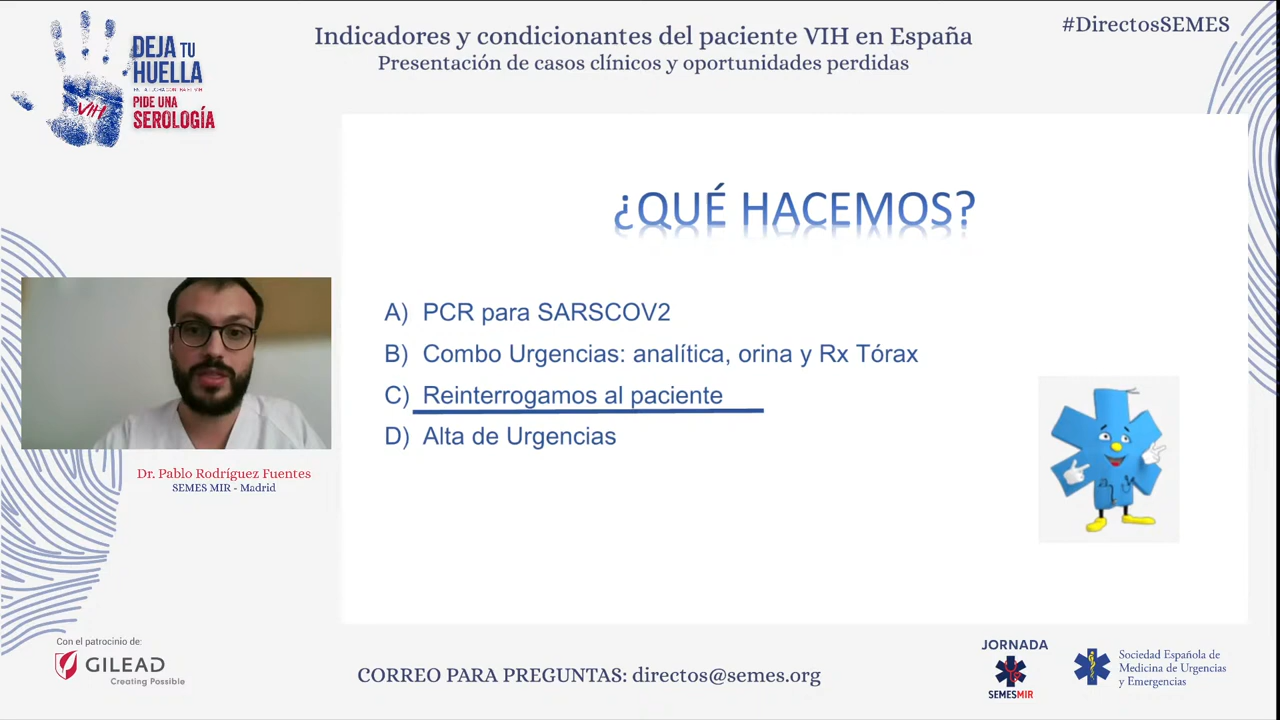 DEJA TU
HUELLA
PIDE UNA
SEROLOGÍA
VIH
Indicadores y condicionantes del paciente VIH en España
Presentación de casos clínicos y oportunidades perdidas
#DirectosSEMES
¿QUÉ HACEMOS?
A) PCR para SARSCOV2
B) Combo Urgencias: analítica, orina y Rx Tórax
C) Reinterrogamos al paciente
D) Alta de Urgencias
Dr. Pablo Rodríguez Fuentes
SEMES MIR - Madrid
Con el patrocinio de:
GILEAD
Creating Possible
CORREO PARA PREGUNTAS: directos@semes.org
JORNADA
SEMESMIR
Sociedad Española de
Medicina de Urgencias
y Emergencias